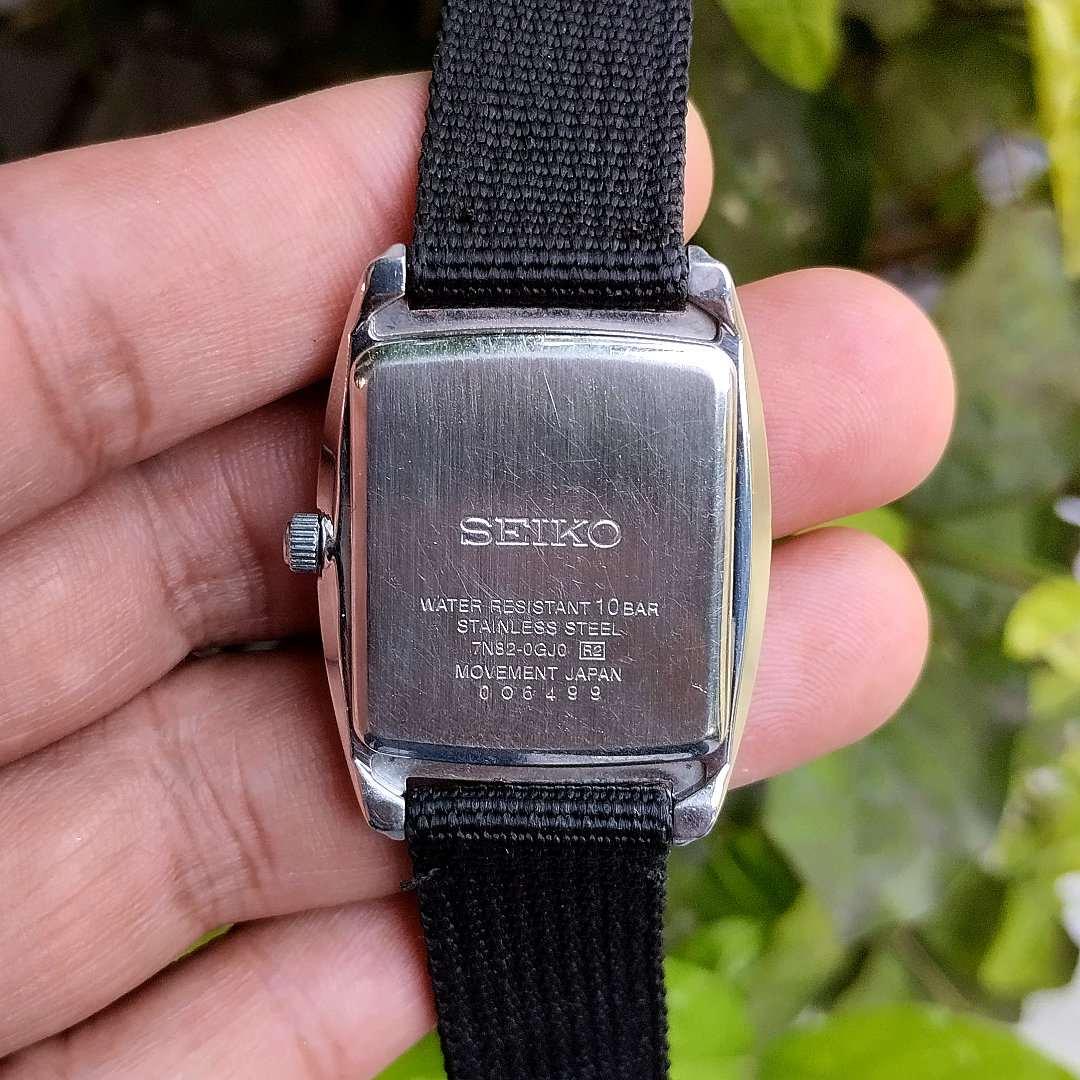 SEIKO
WATER RESISTANT 10 BAR
STAINLESS STEEL
7N82-0GJ0 R2
MOVEMENT JAPAN
006499